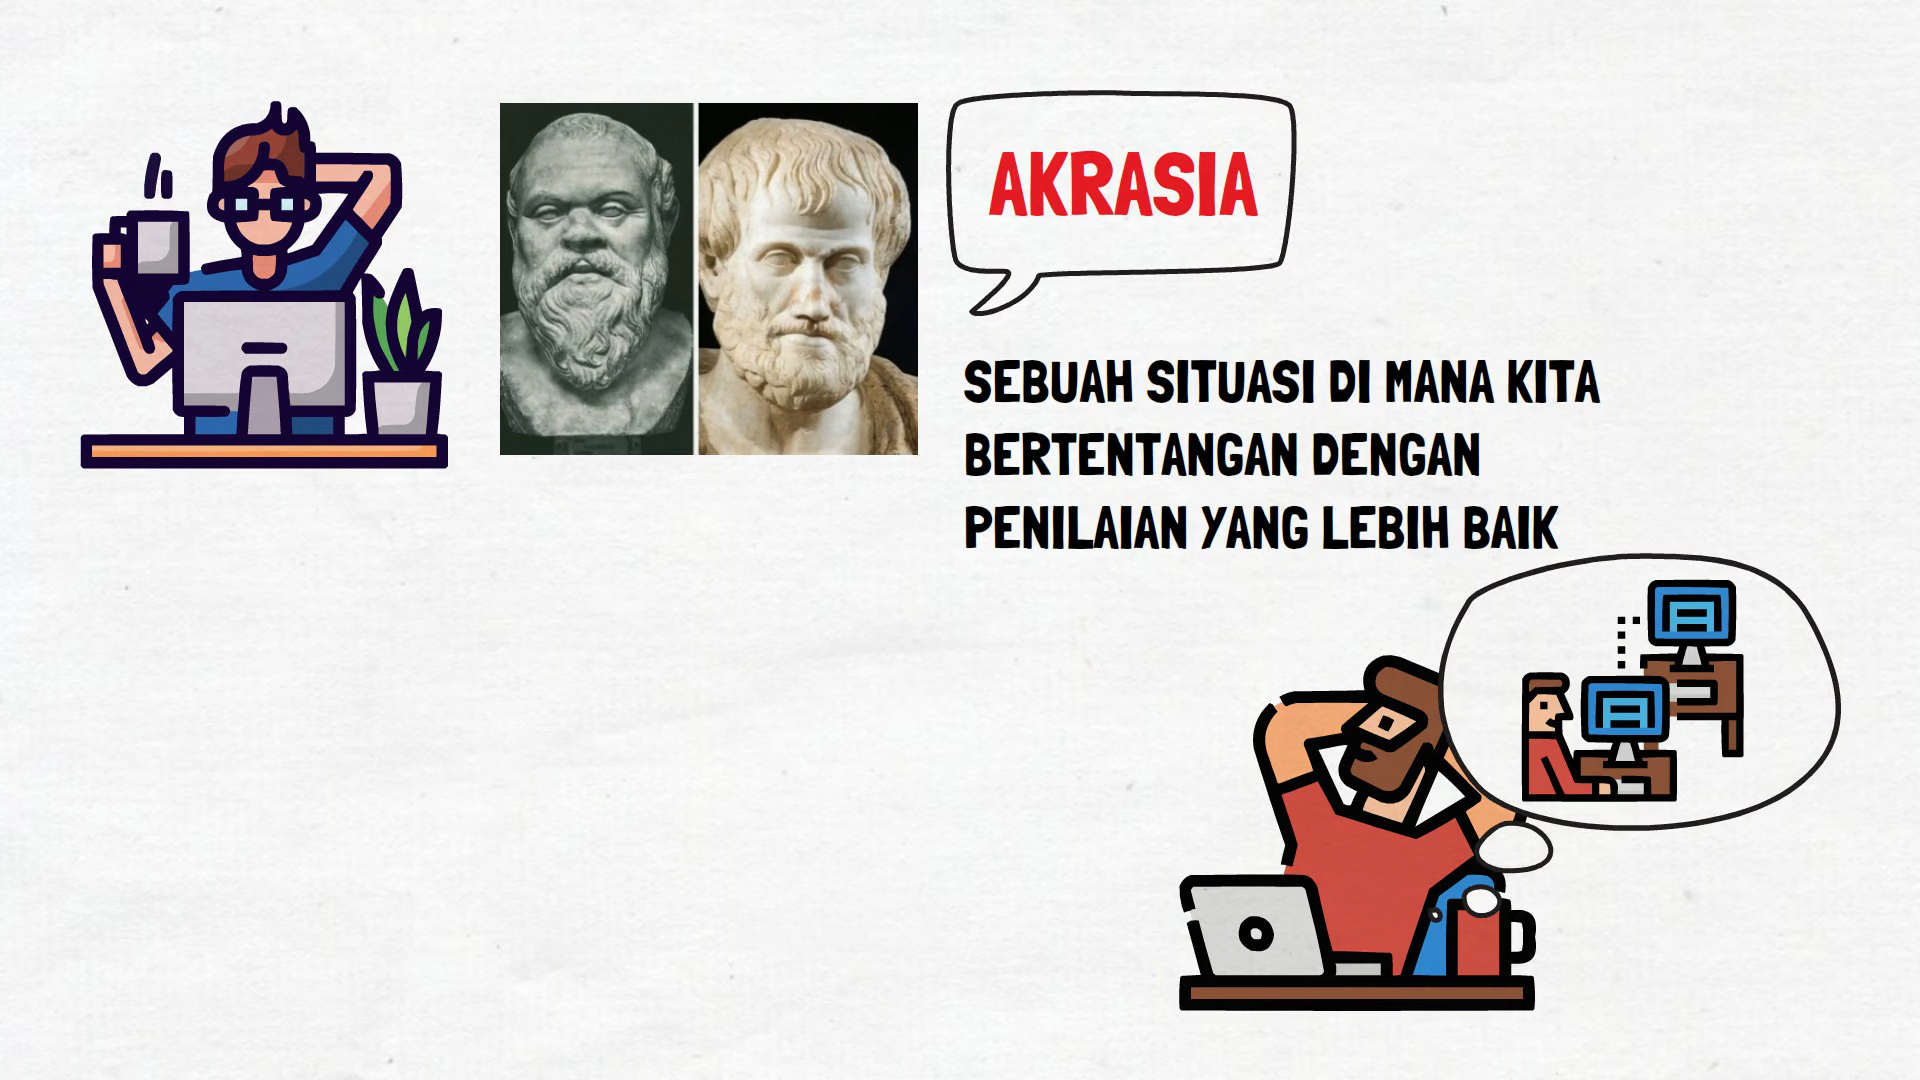 AKRASIA
SEBUAH SITUASI DI MANA KITA
BERTENTANGAN DENGAN
PENILAIAN YANG LEBIH BAIK